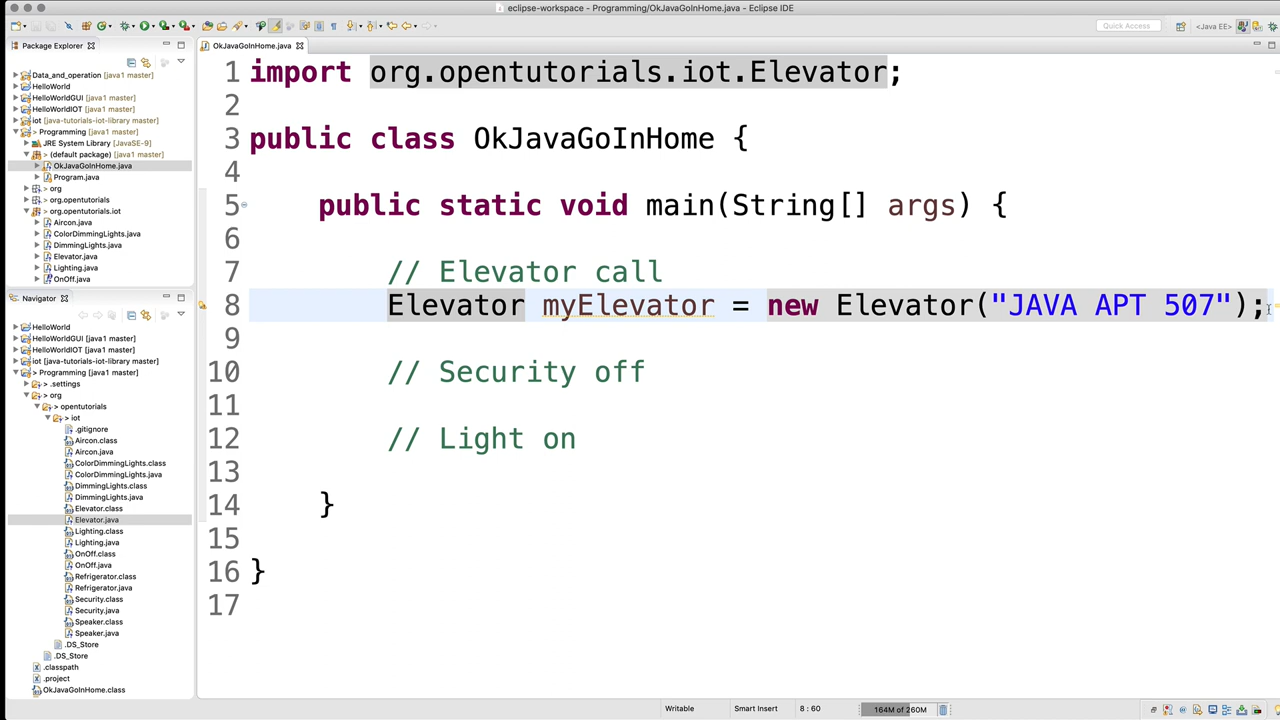 eclipse-workspace - Programming/OkJavaGoInHome.java - Eclipse IDE
Quick Access
<Java EE>
Package Explorer
Data_and_operation [java1 master]
HelloWorld
HelloWorldGUI [java1 master]
HelloWorldIOT [java1 master]
iot [java-tutorials-iot-library master]
> Programming [java1 master]
JRE System Library [JavaSE-9]
> (default package) [java1 master]
OkJavaGoInHome.java
Program.java
> org
> org.opentutorials
> org.opentutorials.iot
Aircon.java
ColorDimmingLights.java
DimmingLights.java
Elevator.java
Lighting.java
OnOff.java
Navigator
HelloWorld
HelloWorldGUI [java1 master]
HelloWorldIOT [java1 master]
iot [java-tutorials-iot-library master]
> Programming [java1 master]
> .settings
> org
> opentutorials
> iot
.gitignore
Aircon.class
Aircon.java
ColorDimmingLights.class
ColorDimmingLights.java
DimmingLights.class
DimmingLights.java
Elevator.class
Elevator.java
Lighting.class
Lighting.java
OnOff.class
OnOff.java
Refrigerator.class
Refrigerator.java
Security.class
Security.java
Speaker.class
Speaker.java
.DS_Store
.DS_Store
.classpath
.project
OkJavaGoInHome.class
OkJavaGoInHome.java
1 import org.opentutorials.iot.Elevator;
2
3 public class OkJavaGoInHome {
4
5 public static void main(String[] args) {
6
7 // Elevator call
8 Elevator myElevator = new Elevator("JAVA APT 507");
9
10 // Security off
11
12 // Light on
13
14 }
15
16 }
17
Writable
Smart Insert
8 : 60
164M of 260M